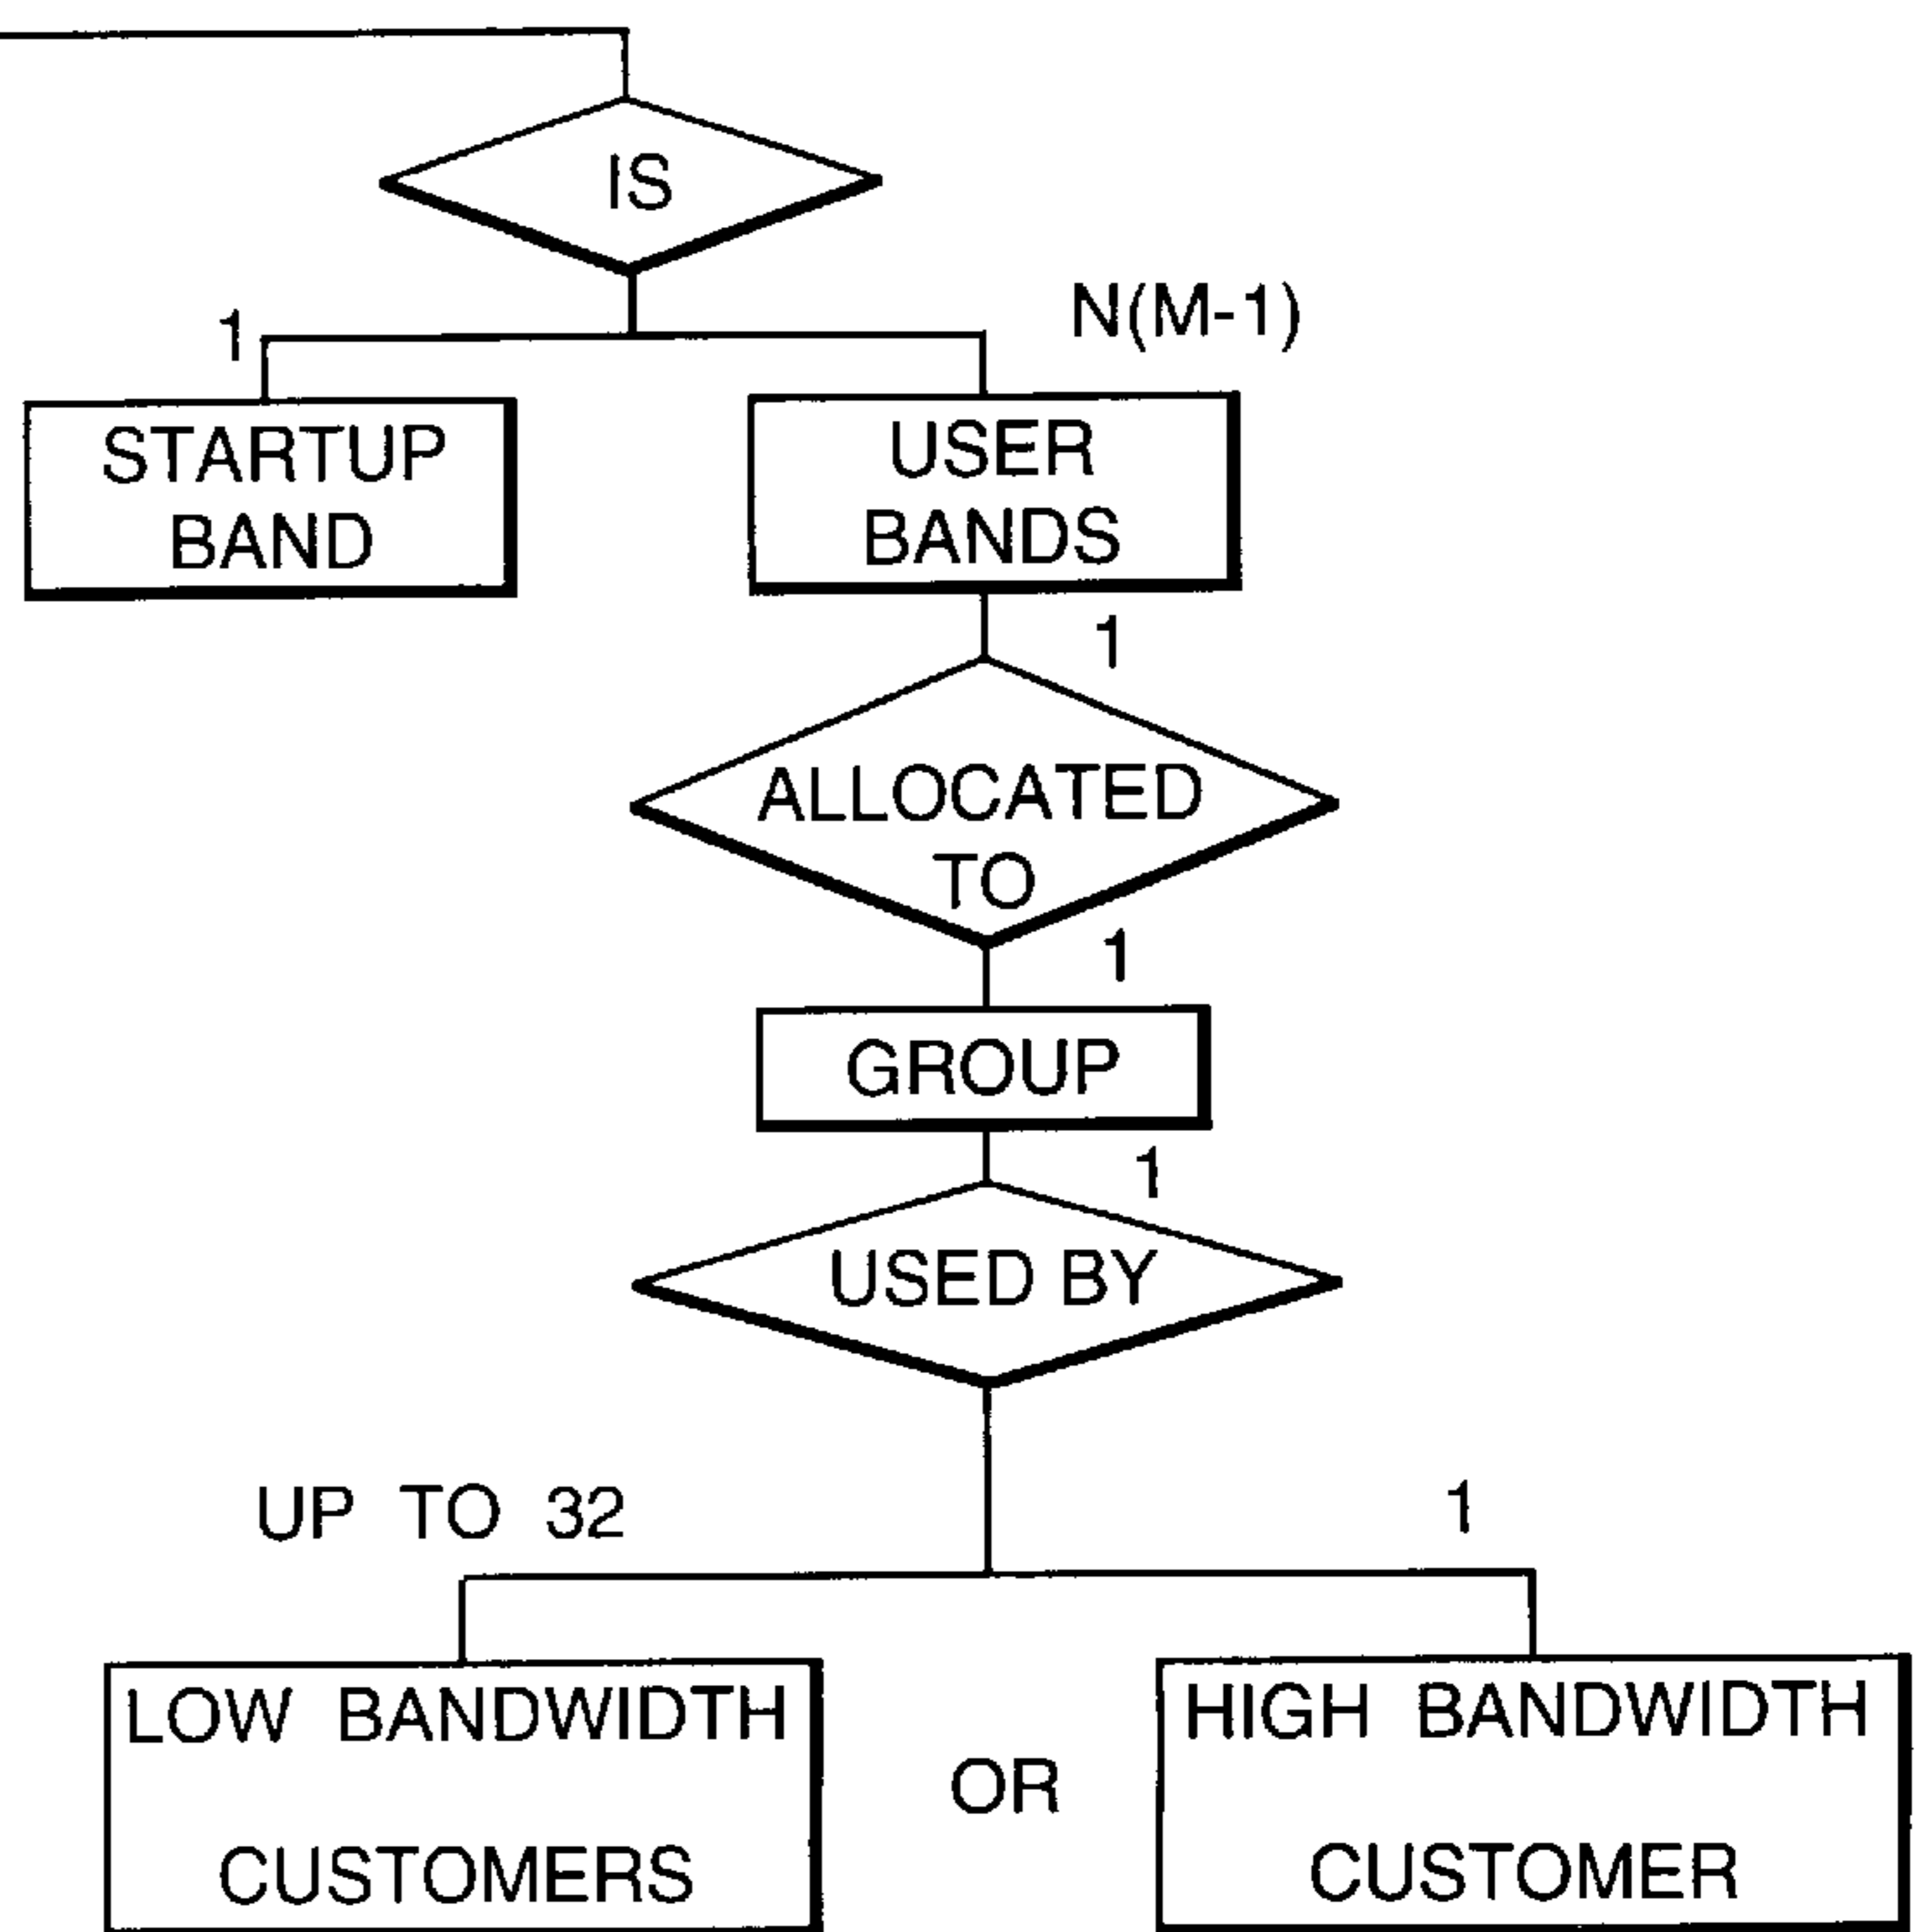 IS
1
N(M-1)
STARTUP
BAND
USER
BANDS
1
ALLOCATED
TO
1
GROUP
1
USED BY
UP TO 32
1
LOW BANDWIDTH
CUSTOMERS
OR
HIGH BANDWIDTH
CUSTOMER